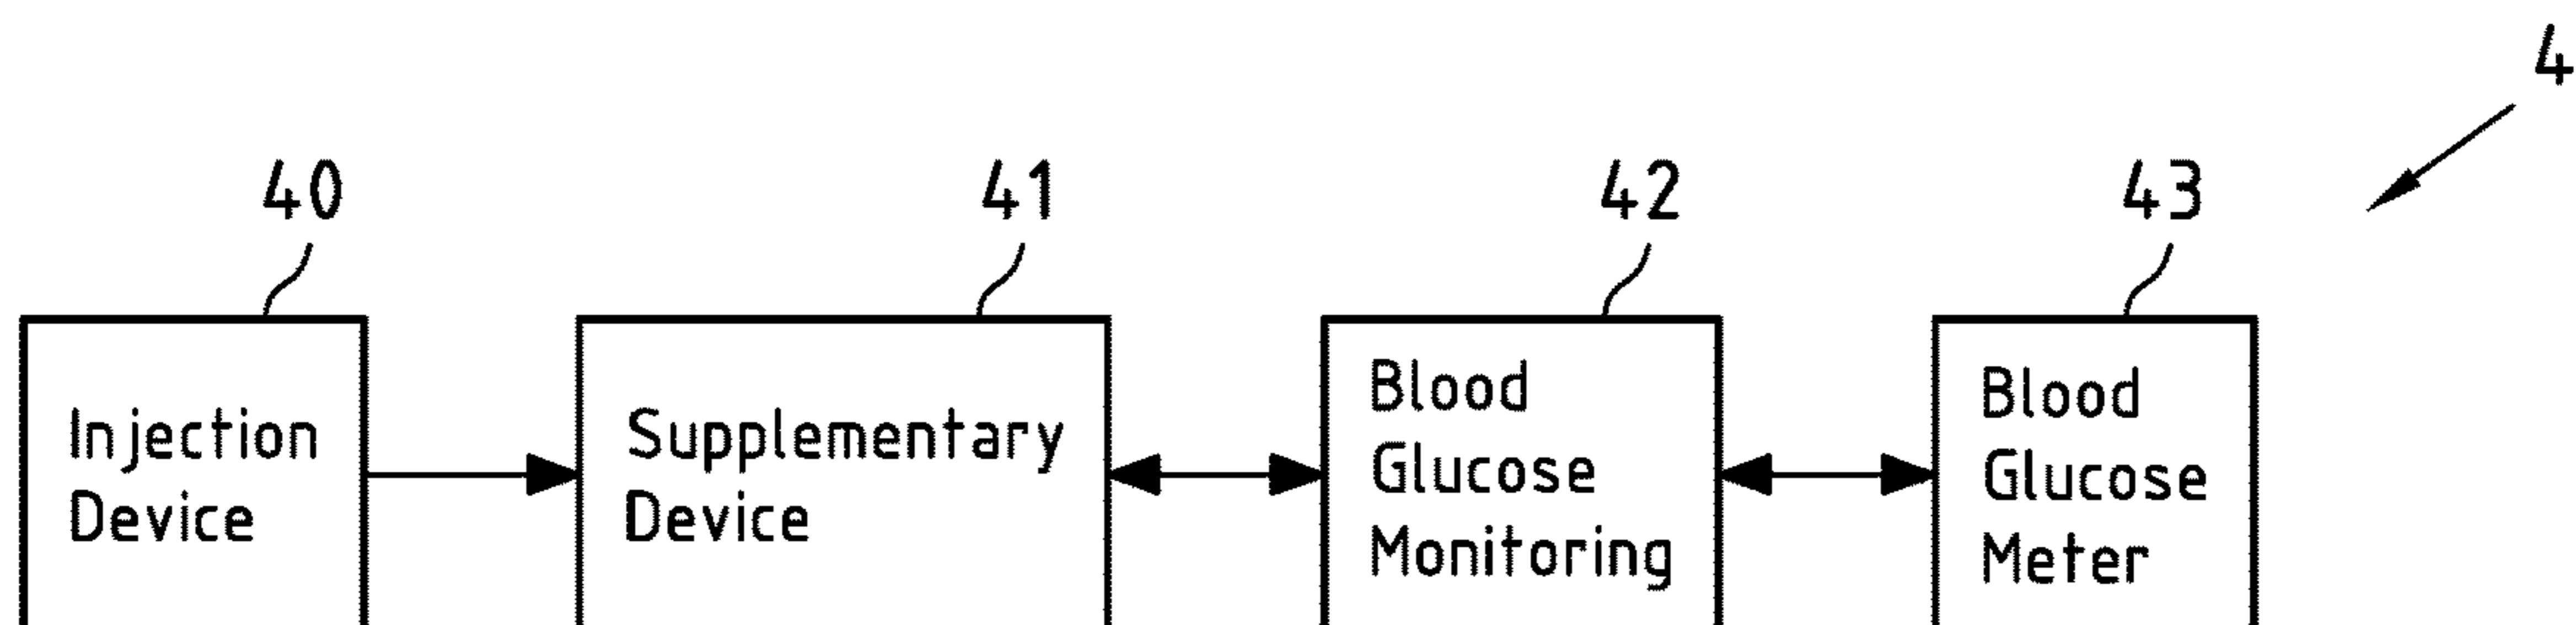 4
40
41
42
43
Injection
Device
Supplementary
Device
Blood
Glucose
Monitoring
Blood
Glucose
Meter